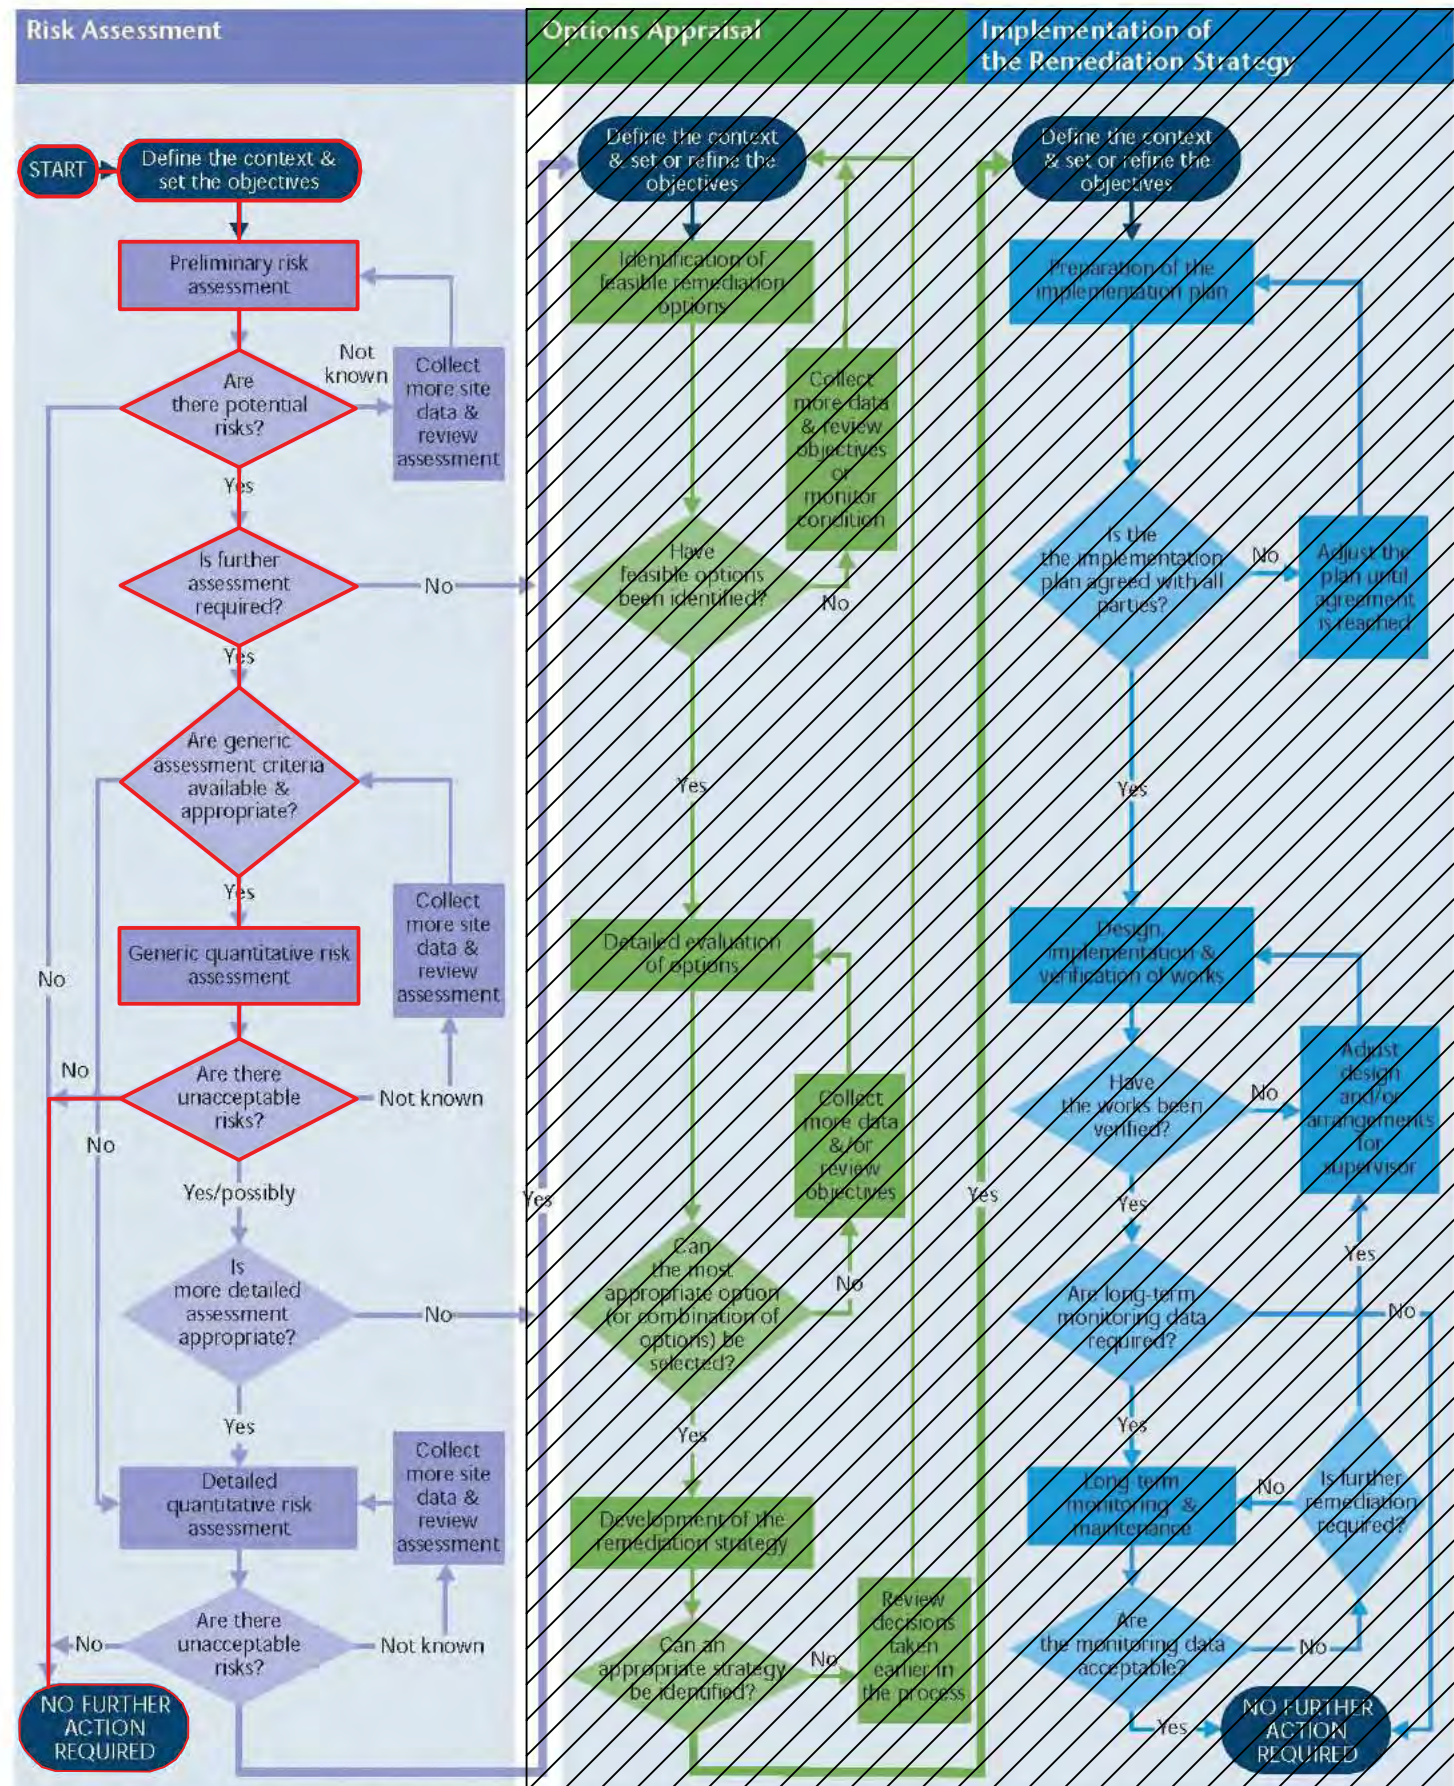 Risk Assessment
START
Define the context &
set the objectives
Preliminary risk
assessment
Are
there potential
risks?
Not
known
Collect
more site
data &
review
assessment
Yes
Is further
assessment
required?
No
Yes
Are generic
assessment criteria
available &
appropriate?
Yes
Generic quantitative risk
assessment
Collect
more site
data &
review
assessment
No
Are there
unacceptable
risks?
No
Not known
No
Yes/possibly
Is
more detailed
assessment
appropriate?
No
Yes
Detailed
quantitative risk
assessment
Collect
more site
data &
review
assessment
Are there
unacceptable
risks?
No
Not known
NO FURTHER
ACTION
REQUIRED
Yes
Options Appraisal
Define the context
& set or refine the
objectives
Identification of
feasible remediation
options
Collect
more data
& review
objectives
or
monitor
condition
Have
feasible options
been identified?
No
Yes
Detailed evaluation
of options
Collect
more data
&/or
review
objectives
Can
the most
appropriate option
(or combination of
options) be
selected?
No
Yes
Development of the
remediation strategy
Can an
appropriate strategy
be identified?
No
Review
decisions
taken
earlier in
the process
Yes
Implementation of
the Remediation Strategy
Define the context
& set or refine the
objectives
Preparation of the
implementation plan
Is the
the implementation
plan agreed with all
parties?
No
Adjust the
plan until
agreement
is reached
Yes
Design,
implementation &
verification of works
Have
the works been
verified?
No
Adjust
design
and/or
arrangements
for
supervisor
Yes
Yes
Are long-term
monitoring data
required?
No
Yes
Long term
monitoring &
maintenance
No
Is further
remediation
required?
Are
the monitoring data
acceptable?
No
Yes
NO FURTHER
ACTION
REQUIRED